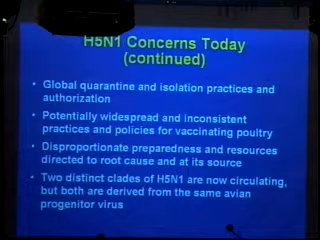 H5N1 Concerns Today
(continued)
• Global quarantine and isolation practices and
authorization
• Potentially widespread and inconsistent
practices and policies for vaccinating poultry
• Disproportionate preparedness and resources
directed to root cause and at its source
• Two distinct clades of H5N1 are now circulating,
but both are derived from the same avian
progenitor virus